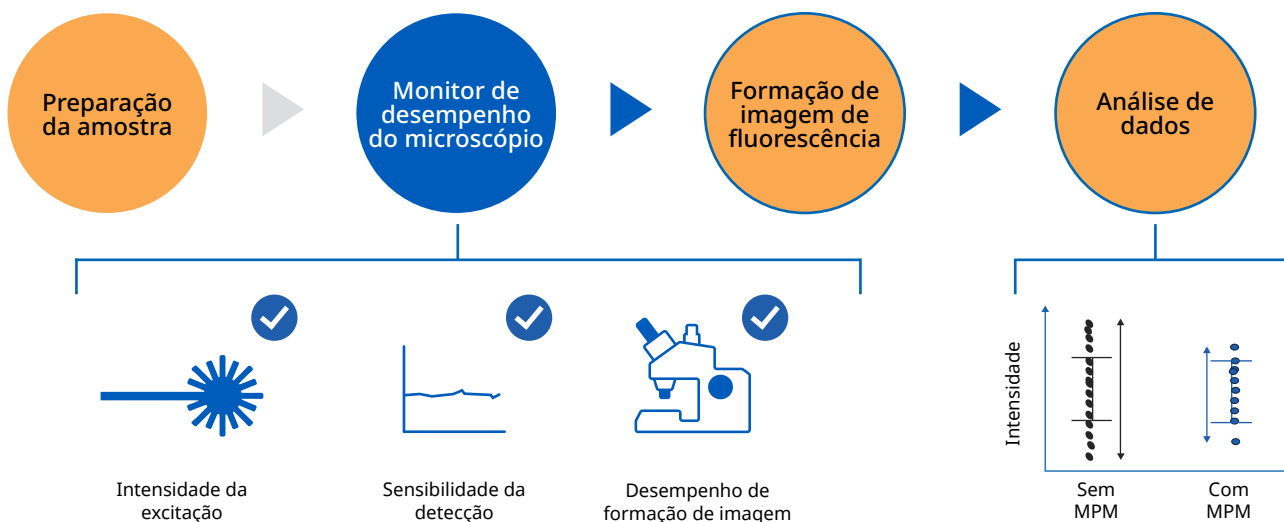 Preparação
da amostra
Monitor de
desempenho
do microscópio
Formação de
imagem de
fluorescência
Análise de
dados
Intensidade da
excitação
Sensibilidade da
detecção
Desempenho de
formação de imagem
Intensidade
Sem
MPM
Com
MPM